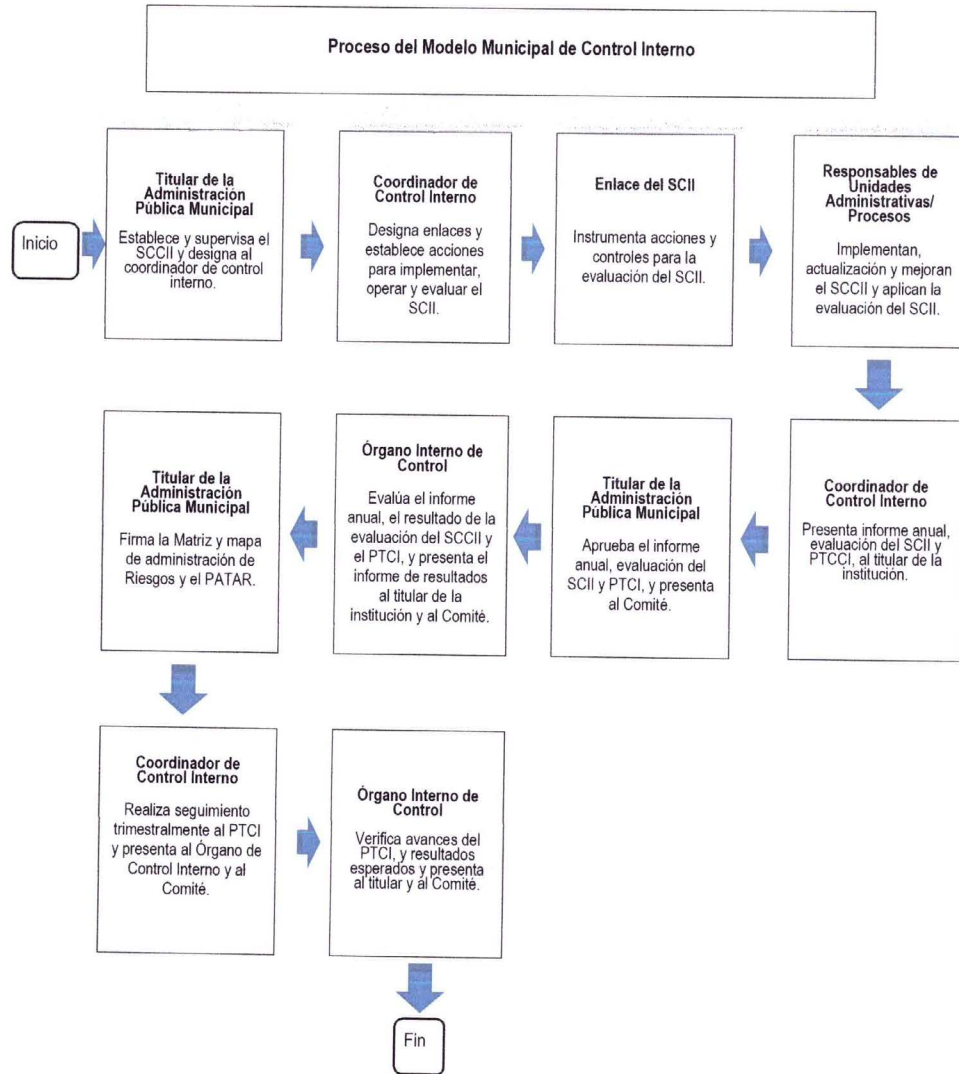 Proceso del Modelo Municipal de Control Interno
Inicio
Titular de la
Administración
Pública Municipal
Establece y supervisa el
SCCII y designa al
coordinador de control
interno.
Coordinador de
Control Interno
Designa enlaces y
establece acciones
para implementar,
operar y evaluar el
SCII.
Enlace del SCII
Instrumenta acciones y
controles para la
evaluación del SCII.
Responsables de
Unidades
Administrativas/
Procesos
Implementan,
actualización y mejoran
el SCCII y aplican la
evaluación del SCII.
Coordinador de
Control Interno
Presenta informe anual,
evaluación del SCII y
PTCCI, al titular de la
institución.
Titular de la
Administración
Pública Municipal
Aprueba el informe
anual, evaluación del
SCII y PTCI, y presenta
al Comité.
Órgano Interno de
Control
Evalúa el informe
anual, el resultado de la
evaluación del SCCII y
el PTCI, y presenta el
informe de resultados
al titular de la
institución y al Comité.
Titular de la
Administración
Pública Municipal
Firma la Matriz y mapa
de administración de
Riesgos y el PATAR.
Coordinador de
Control Interno
Realiza seguimiento
trimestralmente al PTCI
y presenta al Órgano de
Control Interno y al
Comité.
Órgano Interno de
Control
Verifica avances del
PTCI, y resultados
esperados y presenta
al titular y al Comité.
Fin